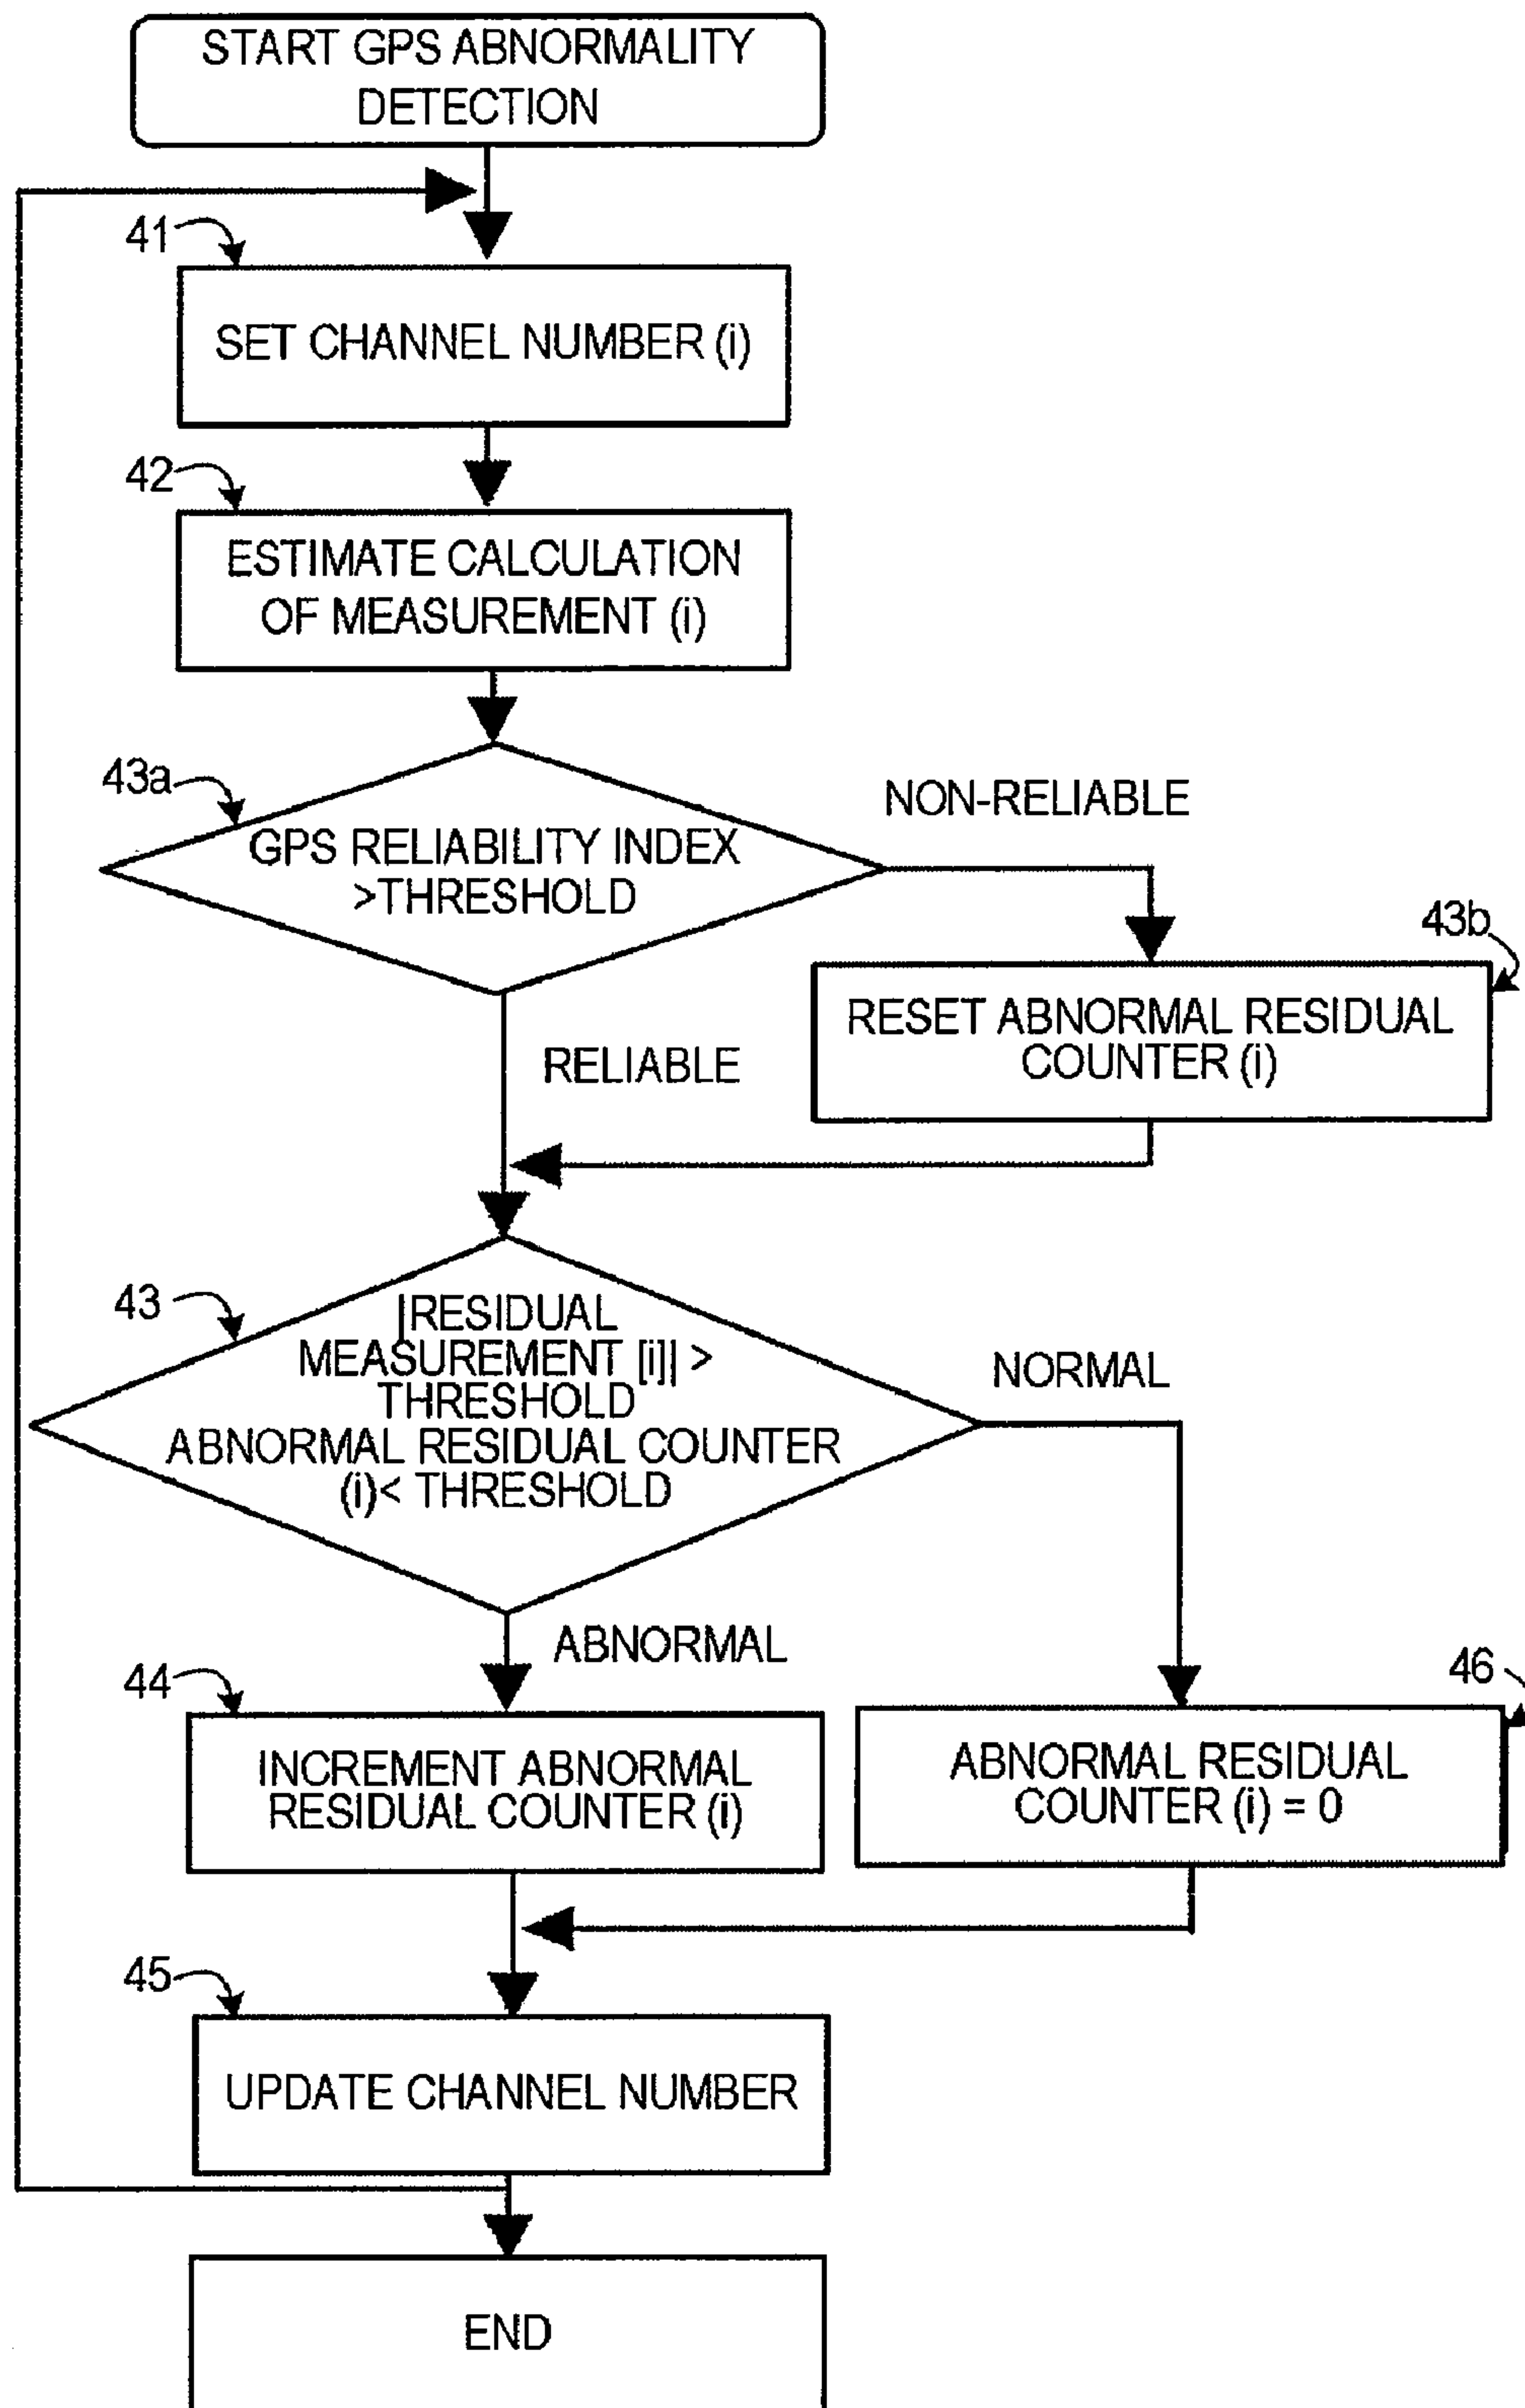 START GPS ABNORMALITY
DETECTION
41
SET CHANNEL NUMBER (i)
42
ESTIMATE CALCULATION
OF MEASUREMENT (i)
43a
GPS RELIABILITY INDEX
>THRESHOLD
NON-RELIABLE
43b
RESET ABNORMAL RESIDUAL
COUNTER (i)
RELIABLE
43
|RESIDUAL
MEASUREMENT [i]| >
THRESHOLD
ABNORMAL RESIDUAL COUNTER
(i)< THRESHOLD
NORMAL
ABNORMAL
44
INCREMENT ABNORMAL
RESIDUAL COUNTER (i)
46
ABNORMAL RESIDUAL
COUNTER (i) = 0
45
UPDATE CHANNEL NUMBER
END